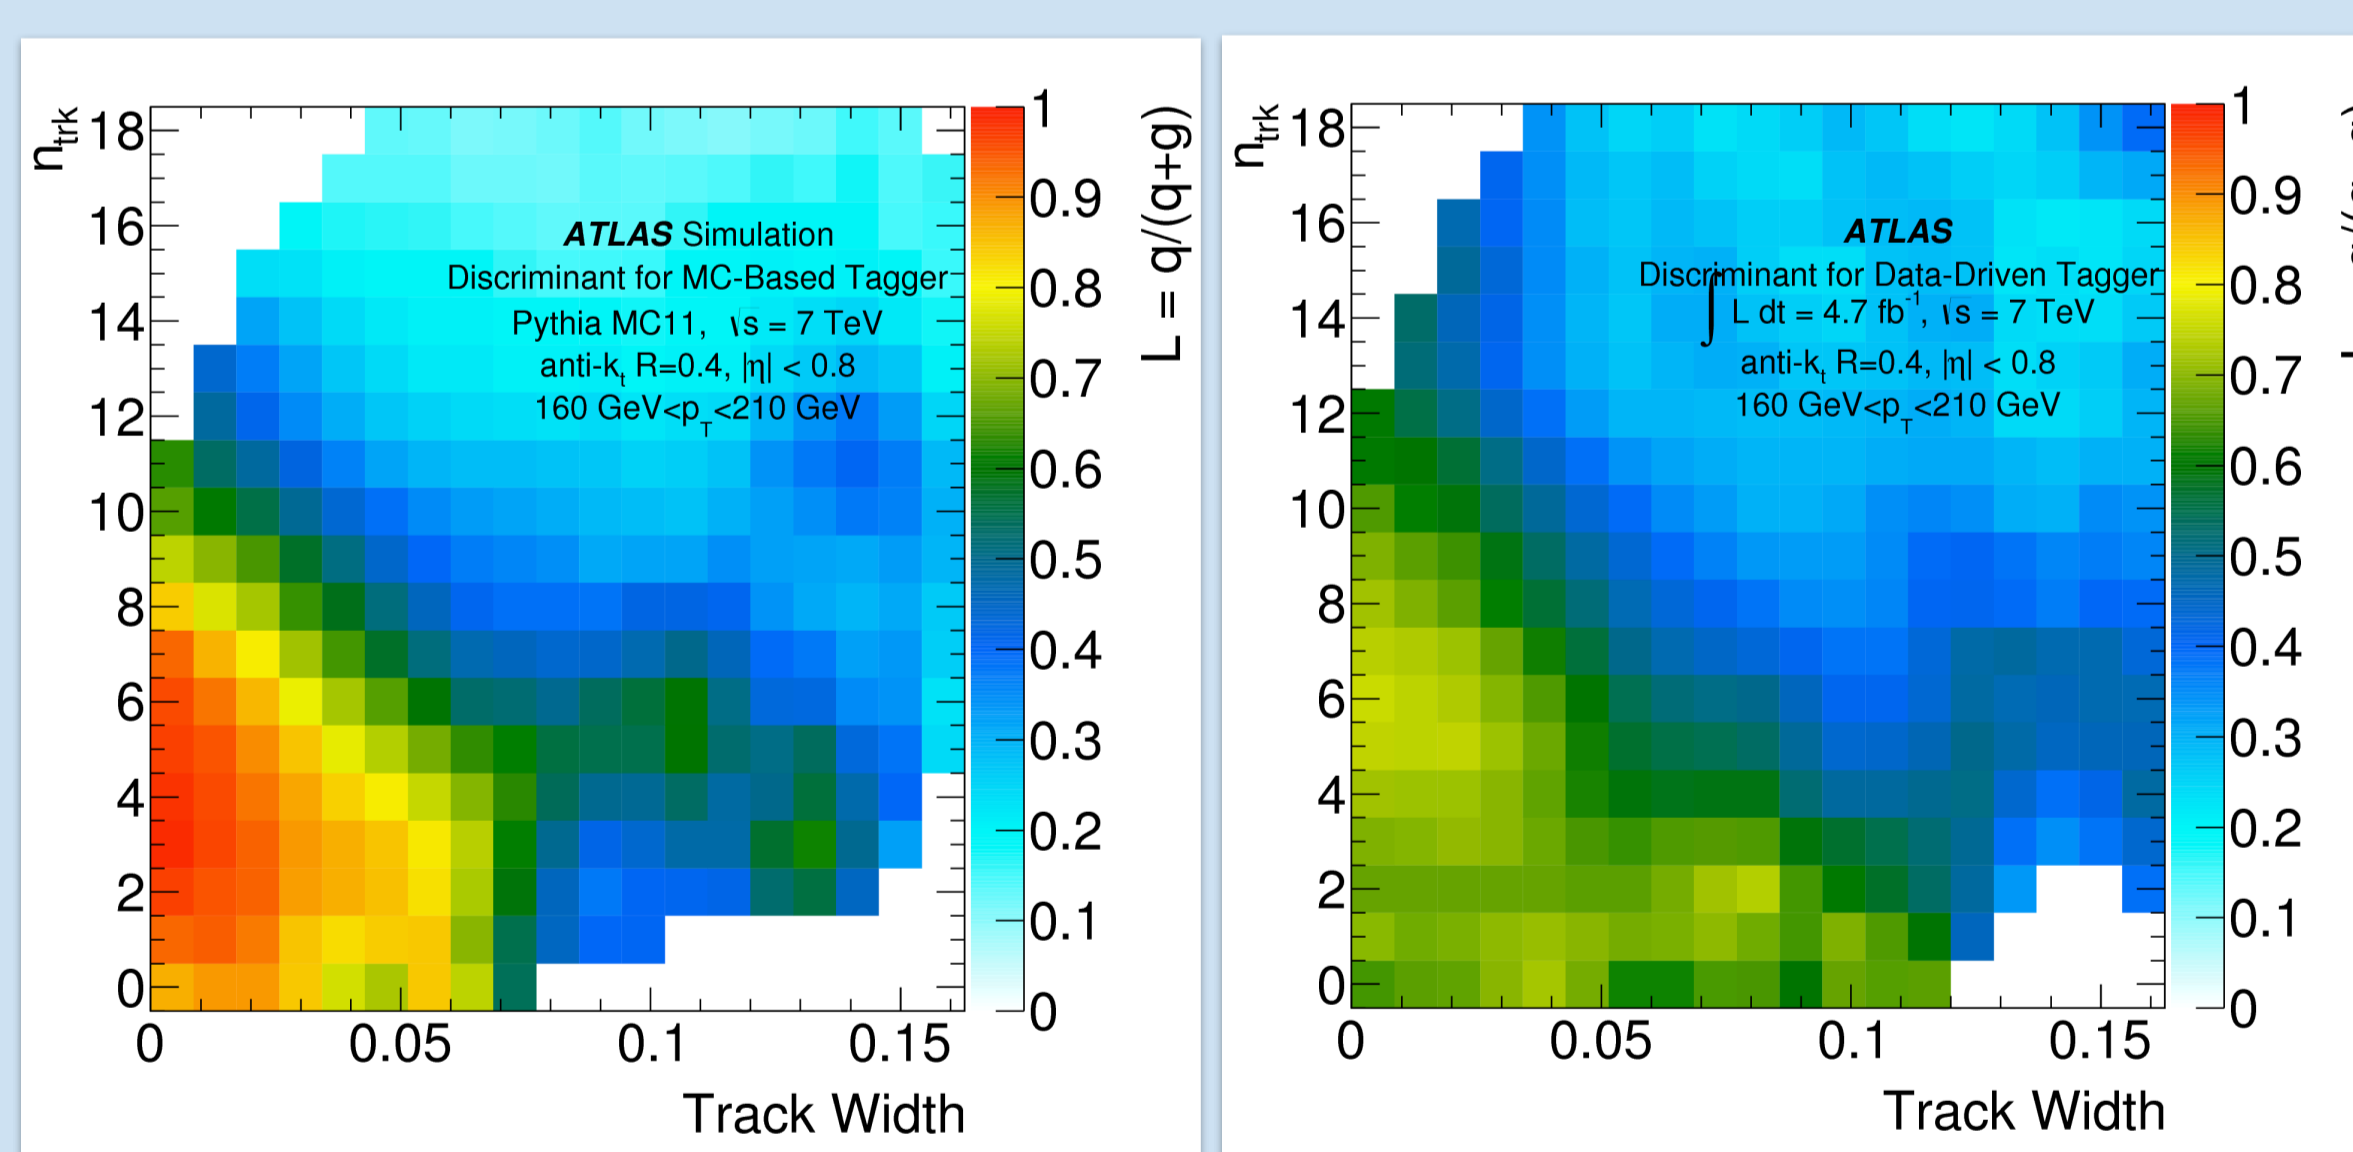 n_trk
18
16
14
12
10
8
6
4
2
0
0 0.05 0.1 0.15
Track Width
ATLAS Simulation
Discriminant for MC-Based Tagger
Pythia MC11, √s = 7 TeV
anti-k_t R=0.4, |η| < 0.8
160 GeV<p_T<210 GeV
1
0.9
0.8
0.7
0.6
0.5
0.4
0.3
0.2
0.1
0
L = q/(q+g)
n_trk
18
16
14
12
10
8
6
4
2
0
0 0.05 0.1 0.15
Track Width
ATLAS
Discriminant for Data-Driven Tagger
∫ L dt = 4.7 fb^-1, √s = 7 TeV
anti-k_t R=0.4, |η| < 0.8
160 GeV<p_T<210 GeV
1
0.9
0.8
0.7
0.6
0.5
0.4
0.3
0.2
0.1
0